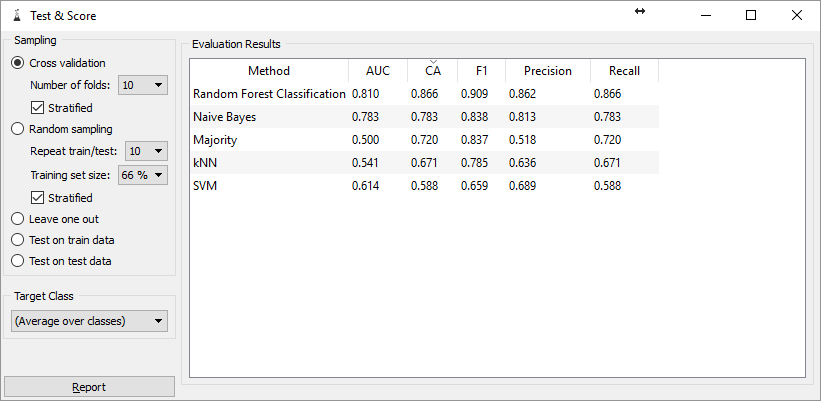 Test & Score
Sampling
Cross validation
Number of folds: 10
Stratified
Random sampling
Repeat train/test: 10
Training set size: 66 %
Stratified
Leave one out
Test on train data
Test on test data
Target Class
(Average over classes)
Report
Evaluation Results
Method AUC CA F1 Precision Recall
Random Forest Classification 0.810 0.866 0.909 0.862 0.866
Naive Bayes 0.783 0.783 0.838 0.813 0.783
Majority 0.500 0.720 0.837 0.518 0.720
kNN 0.541 0.671 0.785 0.636 0.671
SVM 0.614 0.588 0.659 0.689 0.588